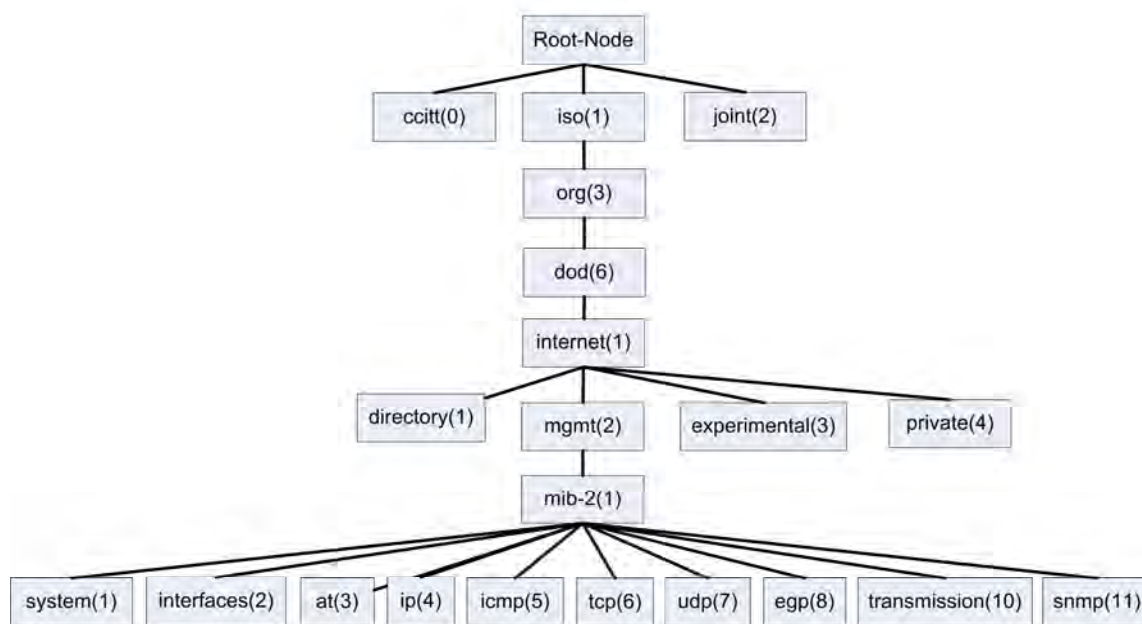 Root-Node
ccitt(0) iso(1) joint(2)
org(3)
dod(6)
internet(1)
directory(1) mgmt(2) experimental(3) private(4)
mib-2(1)
system(1) interfaces(2) at(3) ip(4) icmp(5) tcp(6) udp(7) egp(8) transmission(10) snmp(11)